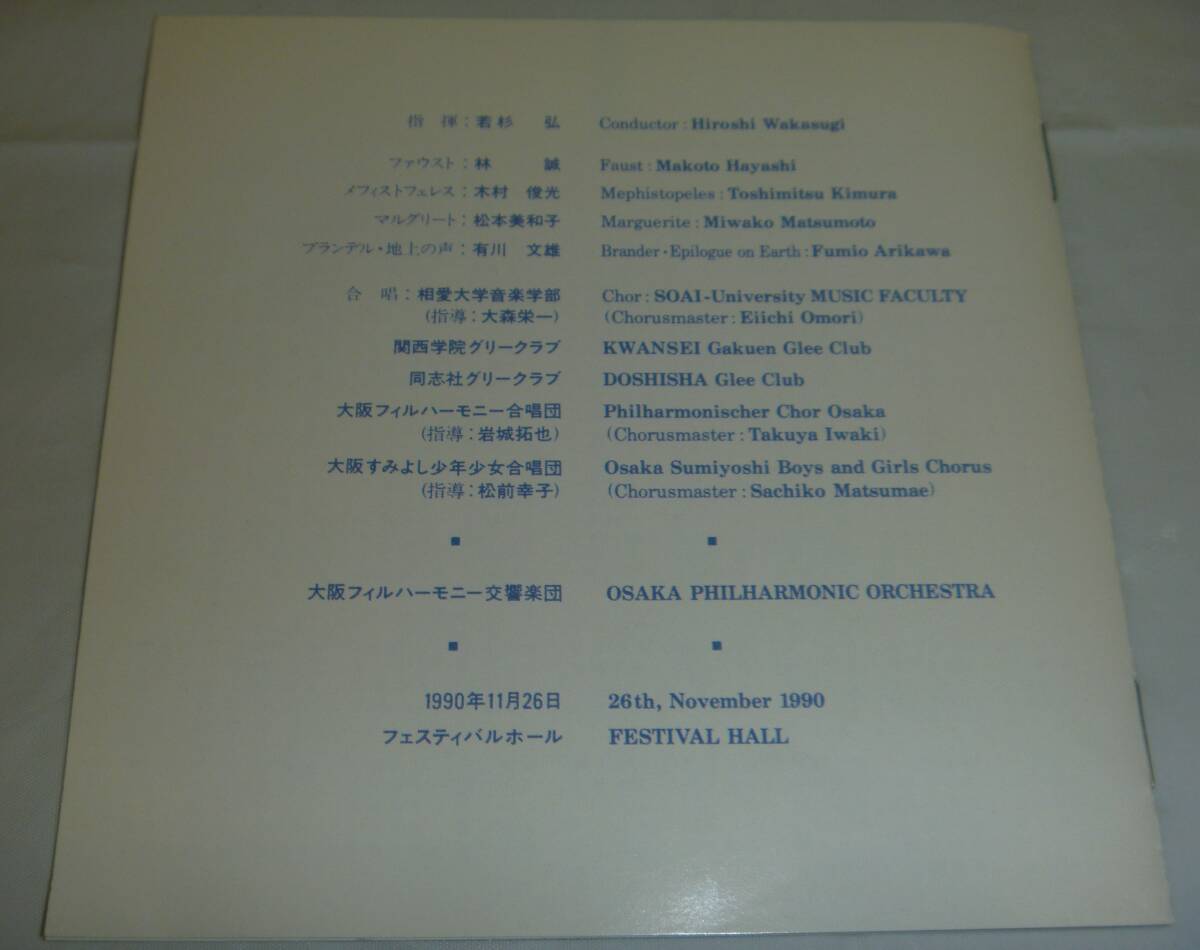 指 揮：若杉 弘 Conductor : Hiroshi Wakasugi
ファウスト：林 誠 Faust : Makoto Hayashi
メフィストフェレス：木村 俊光 Mephistopeles : Toshimitsu Kimura
マルグリート：松本美和子 Marguerite : Miwako Matsumoto
ブランデル・地上の声：有川 文雄 Brander・Epilogue on Earth : Fumio Arikawa
合 唱：相愛大学音楽学部 Chor : SOAI-University MUSIC FACULTY
(指導：大森栄一) (Chorusmaster : Eiichi Omori)
関西学院グリークラブ KWANSEI Gakuen Glee Club
同志社グリークラブ DOSHISHA Glee Club
大阪フィルハーモニー合唱団 Philharmonischer Chor Osaka
(指導：岩城拓也) (Chorusmaster : Takuya Iwaki)
大阪すみよし少年少女合唱団 Osaka Sumiyoshi Boys and Girls Chorus
(指導：松前幸子) (Chorusmaster : Sachiko Matsumae)
■ ■
大阪フィルハーモニー交響楽団 OSAKA PHILHARMONIC ORCHESTRA
■ ■
1990年11月26日 26th, November 1990
フェスティバルホール FESTIVAL HALL